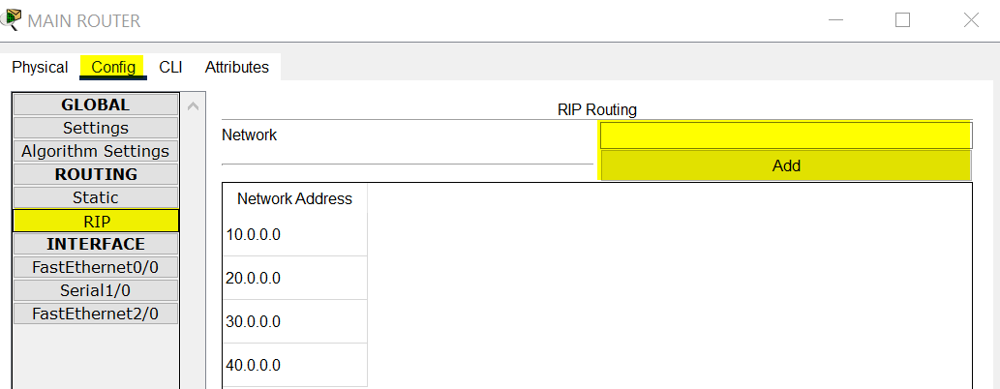 MAIN ROUTER
Physical Config CLI Attributes
GLOBAL
Settings
Algorithm Settings
ROUTING
Static
RIP
INTERFACE
FastEthernet0/0
Serial1/0
FastEthernet2/0
RIP Routing
Network
Add
Network Address
10.0.0.0
20.0.0.0
30.0.0.0
40.0.0.0